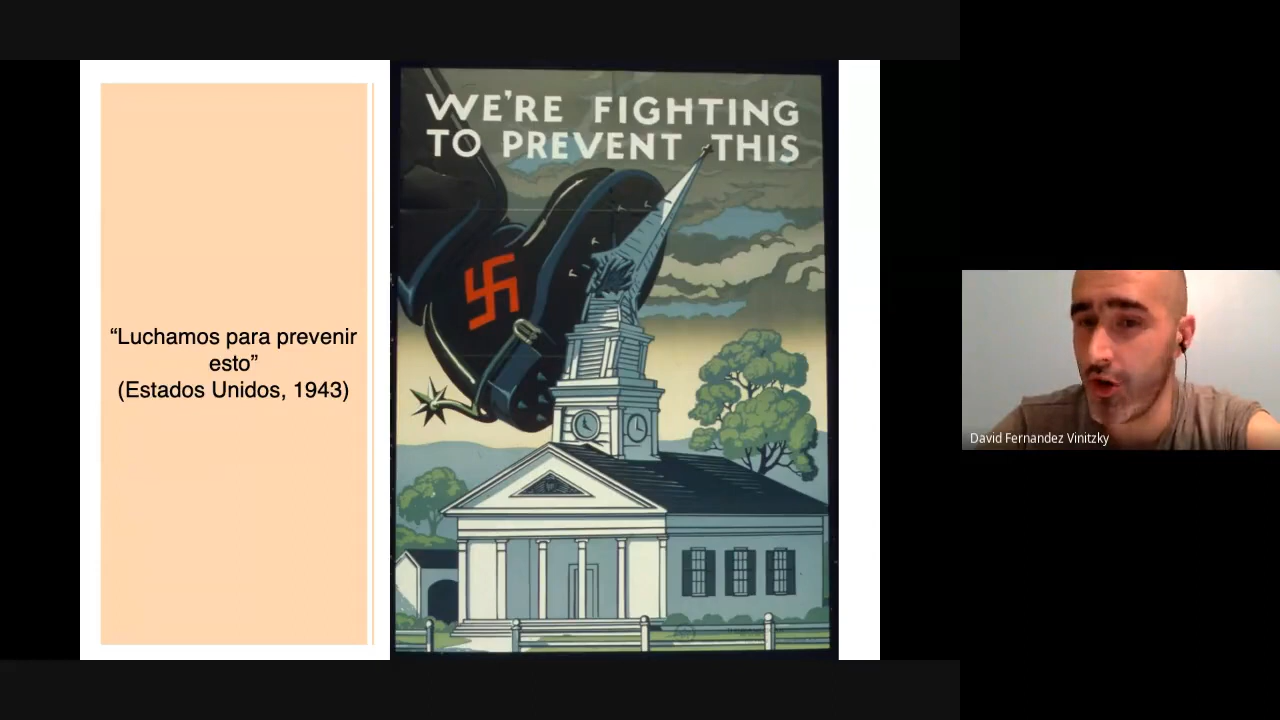 “Luchamos para prevenir
esto”
(Estados Unidos, 1943)
WE'RE FIGHTING
TO PREVENT THIS
David Fernandez Vinitzky